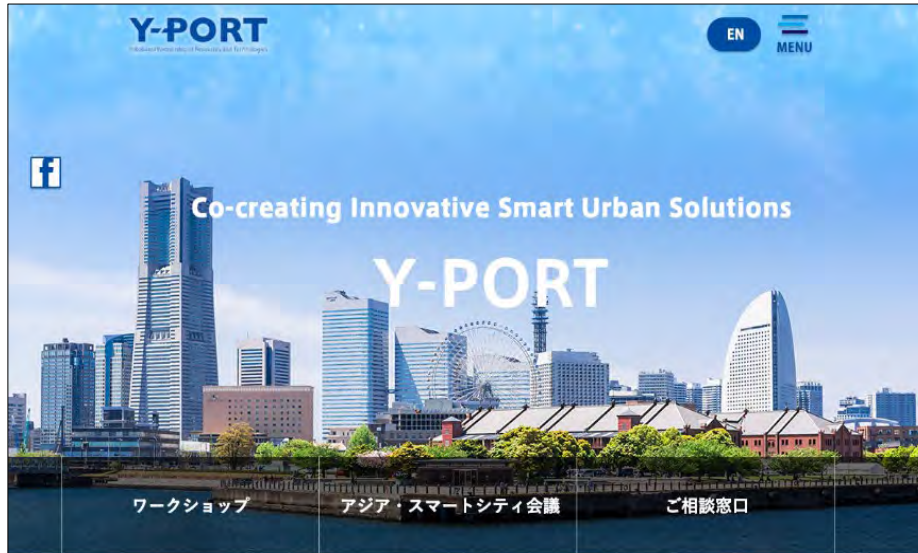 Y-PORT
EN
MENU
f
Co-creating Innovative Smart Urban Solutions
Y-PORT
ワークショップ
アジア・スマートシティ会議
ご相談窓口